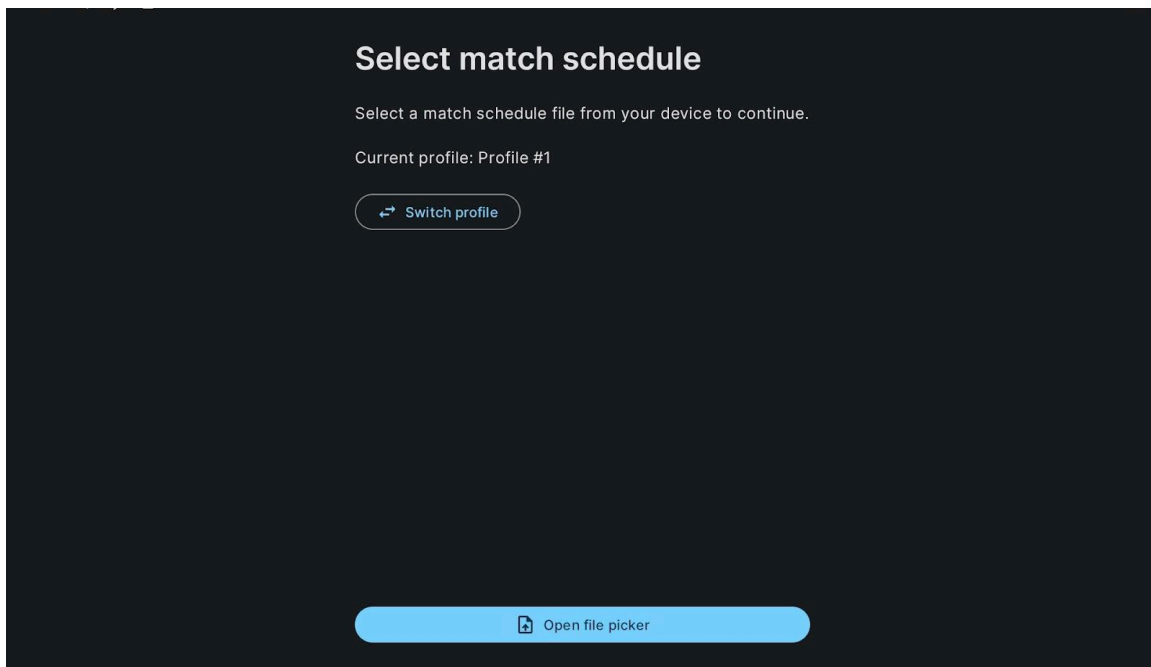 Select match schedule
Select a match schedule file from your device to continue.
Current profile: Profile #1
Switch profile
Open file picker